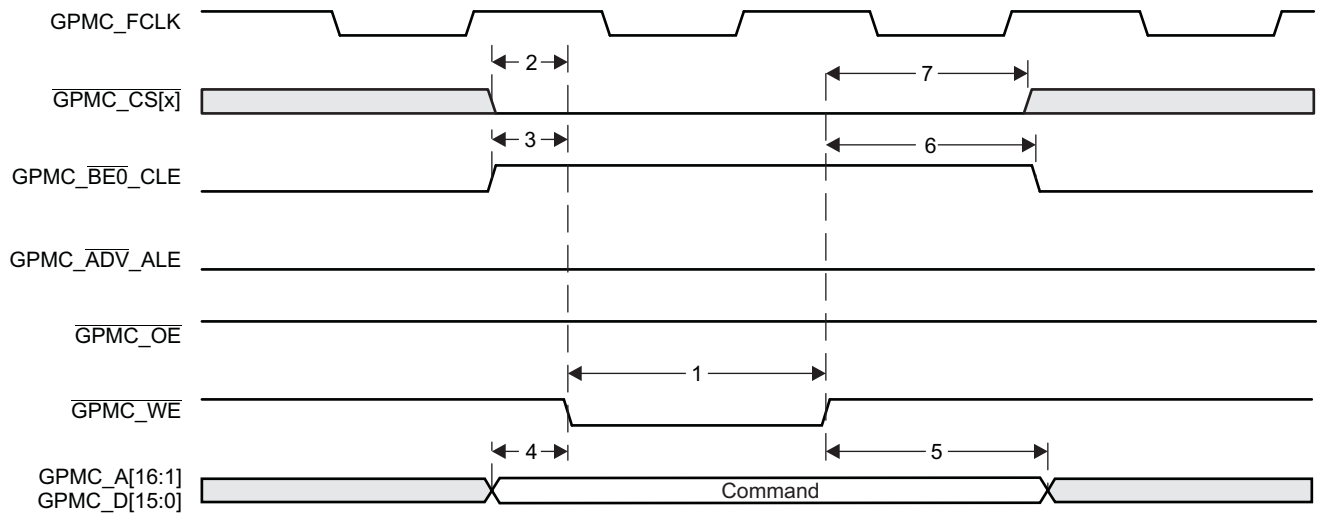 GPMC_FCLK
2
7
GPMC_CS[x]
3
6
GPMC_BE0_CLE
GPMC_ADV_ALE
GPMC_OE
1
GPMC_WE
4
5
GPMC_A[16:1]
GPMC_D[15:0]
Command